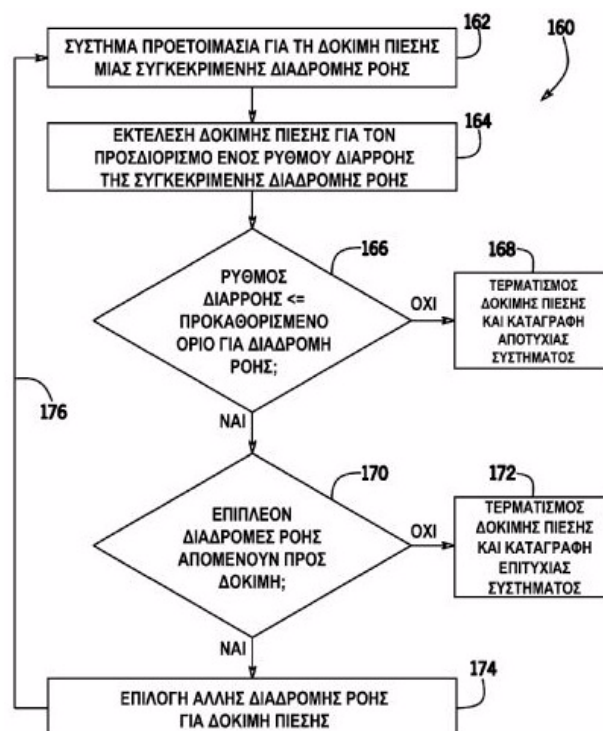 162
160
ΣΥΣΤΗΜΑ ΠΡΟΕΤΟΙΜΑΣΙΑ ΓΙΑ ΤΗ ΔΟΚΙΜΗ ΠΙΕΣΗΣ
ΜΙΑΣ ΣΥΓΚΕΚΡΙΜΕΝΗΣ ΔΙΑΔΡΟΜΗΣ ΡΟΗΣ
164
ΕΚΤΕΛΕΣΗ ΔΟΚΙΜΗΣ ΠΙΕΣΗΣ ΓΙΑ ΤΟΝ
ΠΡΟΣΔΙΟΡΙΣΜΟ ΕΝΟΣ ΡΥΘΜΟΥ ΔΙΑΡΡΟΗΣ
ΤΗΣ ΣΥΓΚΕΚΡΙΜΕΝΗΣ ΔΙΑΔΡΟΜΗΣ ΡΟΗΣ
166
ΡΥΘΜΟΣ
ΔΙΑΡΡΟΗΣ <=
ΠΡΟΚΑΘΟΡΙΣΜΕΝΟ
ΟΡΙΟ ΓΙΑ ΔΙΑΔΡΟΜΗ
ΡΟΗΣ;
ΟΧΙ
168
ΤΕΡΜΑΤΙΣΜΟΣ
ΔΟΚΙΜΗΣ ΠΙΕΣΗΣ
ΚΑΙ ΚΑΤΑΓΡΑΦΗ
ΑΠΟΤΥΧΙΑΣ
ΣΥΣΤΗΜΑΤΟΣ
176
ΝΑΙ
170
ΕΠΙΠΛΕΟΝ
ΔΙΑΔΡΟΜΕΣ ΡΟΗΣ
ΑΠΟΜΕΝΟΥΝ ΠΡΟΣ
ΔΟΚΙΜΗ;
ΟΧΙ
172
ΤΕΡΜΑΤΙΣΜΟΣ
ΔΟΚΙΜΗΣ ΠΙΕΣΗΣ
ΚΑΙ ΚΑΤΑΓΡΑΦΗ
ΕΠΙΤΥΧΙΑΣ
ΣΥΣΤΗΜΑΤΟΣ
ΝΑΙ
174
ΕΠΙΛΟΓΗ ΑΛΛΗΣ ΔΙΑΔΡΟΜΗΣ ΡΟΗΣ
ΓΙΑ ΔΟΚΙΜΗ ΠΙΕΣΗΣ